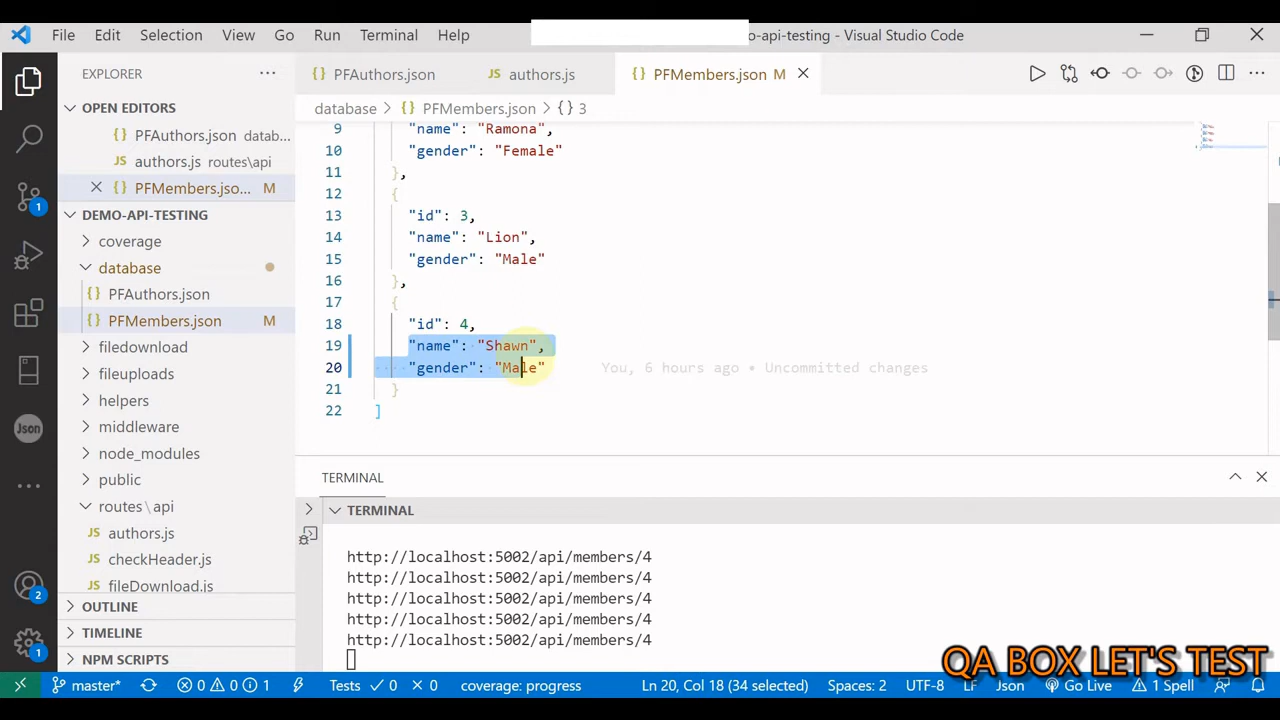 File Edit Selection View Go Run Terminal Help
o-api-testing - Visual Studio Code
EXPLORER
PFAuthors.json
authors.js
PFMembers.json M
OPEN EDITORS
database > PFMembers.json > {} 3
PFAuthors.json datab...
authors.js routes\api
PFMembers.jso... M
DEMO-API-TESTING
coverage
database
PFAuthors.json
PFMembers.json M
filedownload
fileuploads
helpers
middleware
node_modules
public
routes\api
authors.js
checkHeader.js
fileDownload.js
OUTLINE
TIMELINE
NPM SCRIPTS
Json
1
2
1
9 "name": "Ramona",
10 "gender": "Female"
11 },
12 {
13 "id": 3,
14 "name": "Lion",
15 "gender": "Male"
16 },
17 {
18 "id": 4,
19 "name": "Shawn",
20 "gender": "Male" You, 6 hours ago • Uncommitted changes
21 }
22 ]
TERMINAL
TERMINAL
http://localhost:5002/api/members/4
http://localhost:5002/api/members/4
http://localhost:5002/api/members/4
http://localhost:5002/api/members/4
http://localhost:5002/api/members/4
QA BOX LET'S TEST
master* 0 0 1 Tests 0 0 coverage: progress Ln 20, Col 18 (34 selected) Spaces: 2 UTF-8 LF Json Go Live 1 Spell